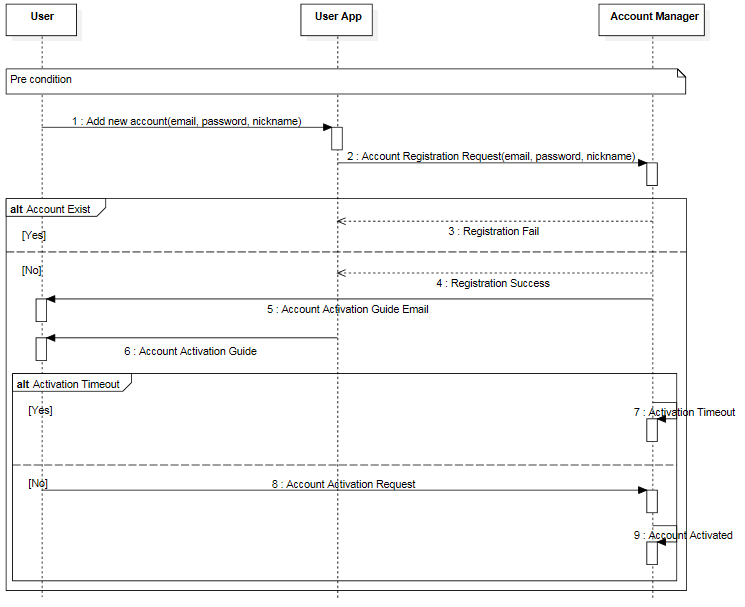 User
User App
Account Manager
Pre condition
1 : Add new account(email, password, nickname)
2 : Account Registration Request(email, password, nickname)
alt Account Exist
3 : Registration Fail
[Yes]
[No]
4 : Registration Success
5 : Account Activation Guide Email
6 : Account Activation Guide
alt Activation Timeout
[Yes]
7 : Activation Timeout
[No]
8 : Account Activation Request
9 : Account Activated